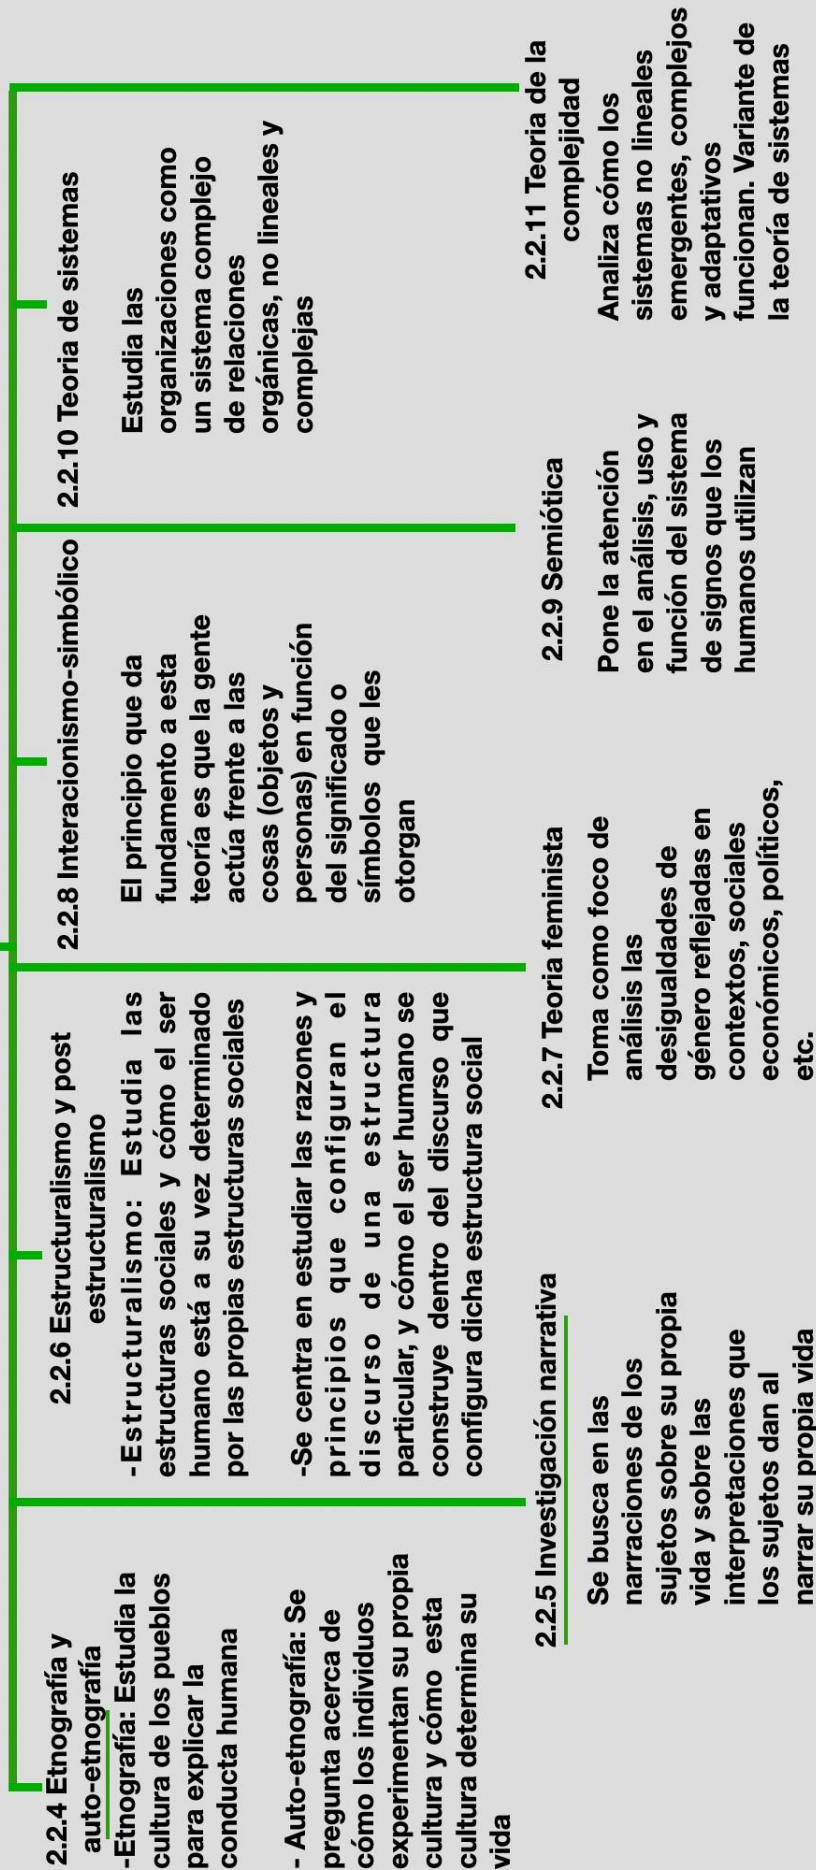 2.2.4 Etnografía y
auto-etnografía
-Etnografía: Estudia la
cultura de los pueblos
para explicar la
conducta humana
- Auto-etnografía: Se
pregunta acerca de
cómo los individuos
experimentan su propia
cultura y cómo esta
cultura determina su
vida
2.2.5 Investigación narrativa
Se busca en las
narraciones de los
sujetos sobre su propia
vida y sobre las
interpretaciones que
los sujetos dan al
narrar su propia vida
2.2.6 Estructuralismo y post
estructuralismo
-Estructuralismo: Estudia las
estructuras sociales y cómo el ser
humano está a su vez determinado
por las propias estructuras sociales
-Se centra en estudiar las razones y
principios que configuran el
discurso de una estructura
particular, y cómo el ser humano se
construye dentro del discurso que
configura dicha estructura social
2.2.7 Teoria feminista
Toma como foco de
análisis las
desigualdades de
género reflejadas en
contextos, sociales
económicos, políticos,
etc.
2.2.8 Interacionismo-simbólico
El principio que da
fundamento a esta
teoría es que la gente
actúa frente a las
cosas (objetos y
personas) en función
del significado o
símbolos que les
otorgan
2.2.9 Semiótica
Pone la atención
en el análisis, uso y
función del sistema
de signos que los
humanos utilizan
2.2.10 Teoria de sistemas
Estudia las
organizaciones como
un sistema complejo
de relaciones
orgánicas, no lineales y
complejas
2.2.11 Teoria de la
complejidad
Analiza cómo los
sistemas no lineales
emergentes, complejos
y adaptativos
funcionan. Variante de
la teoría de sistemas